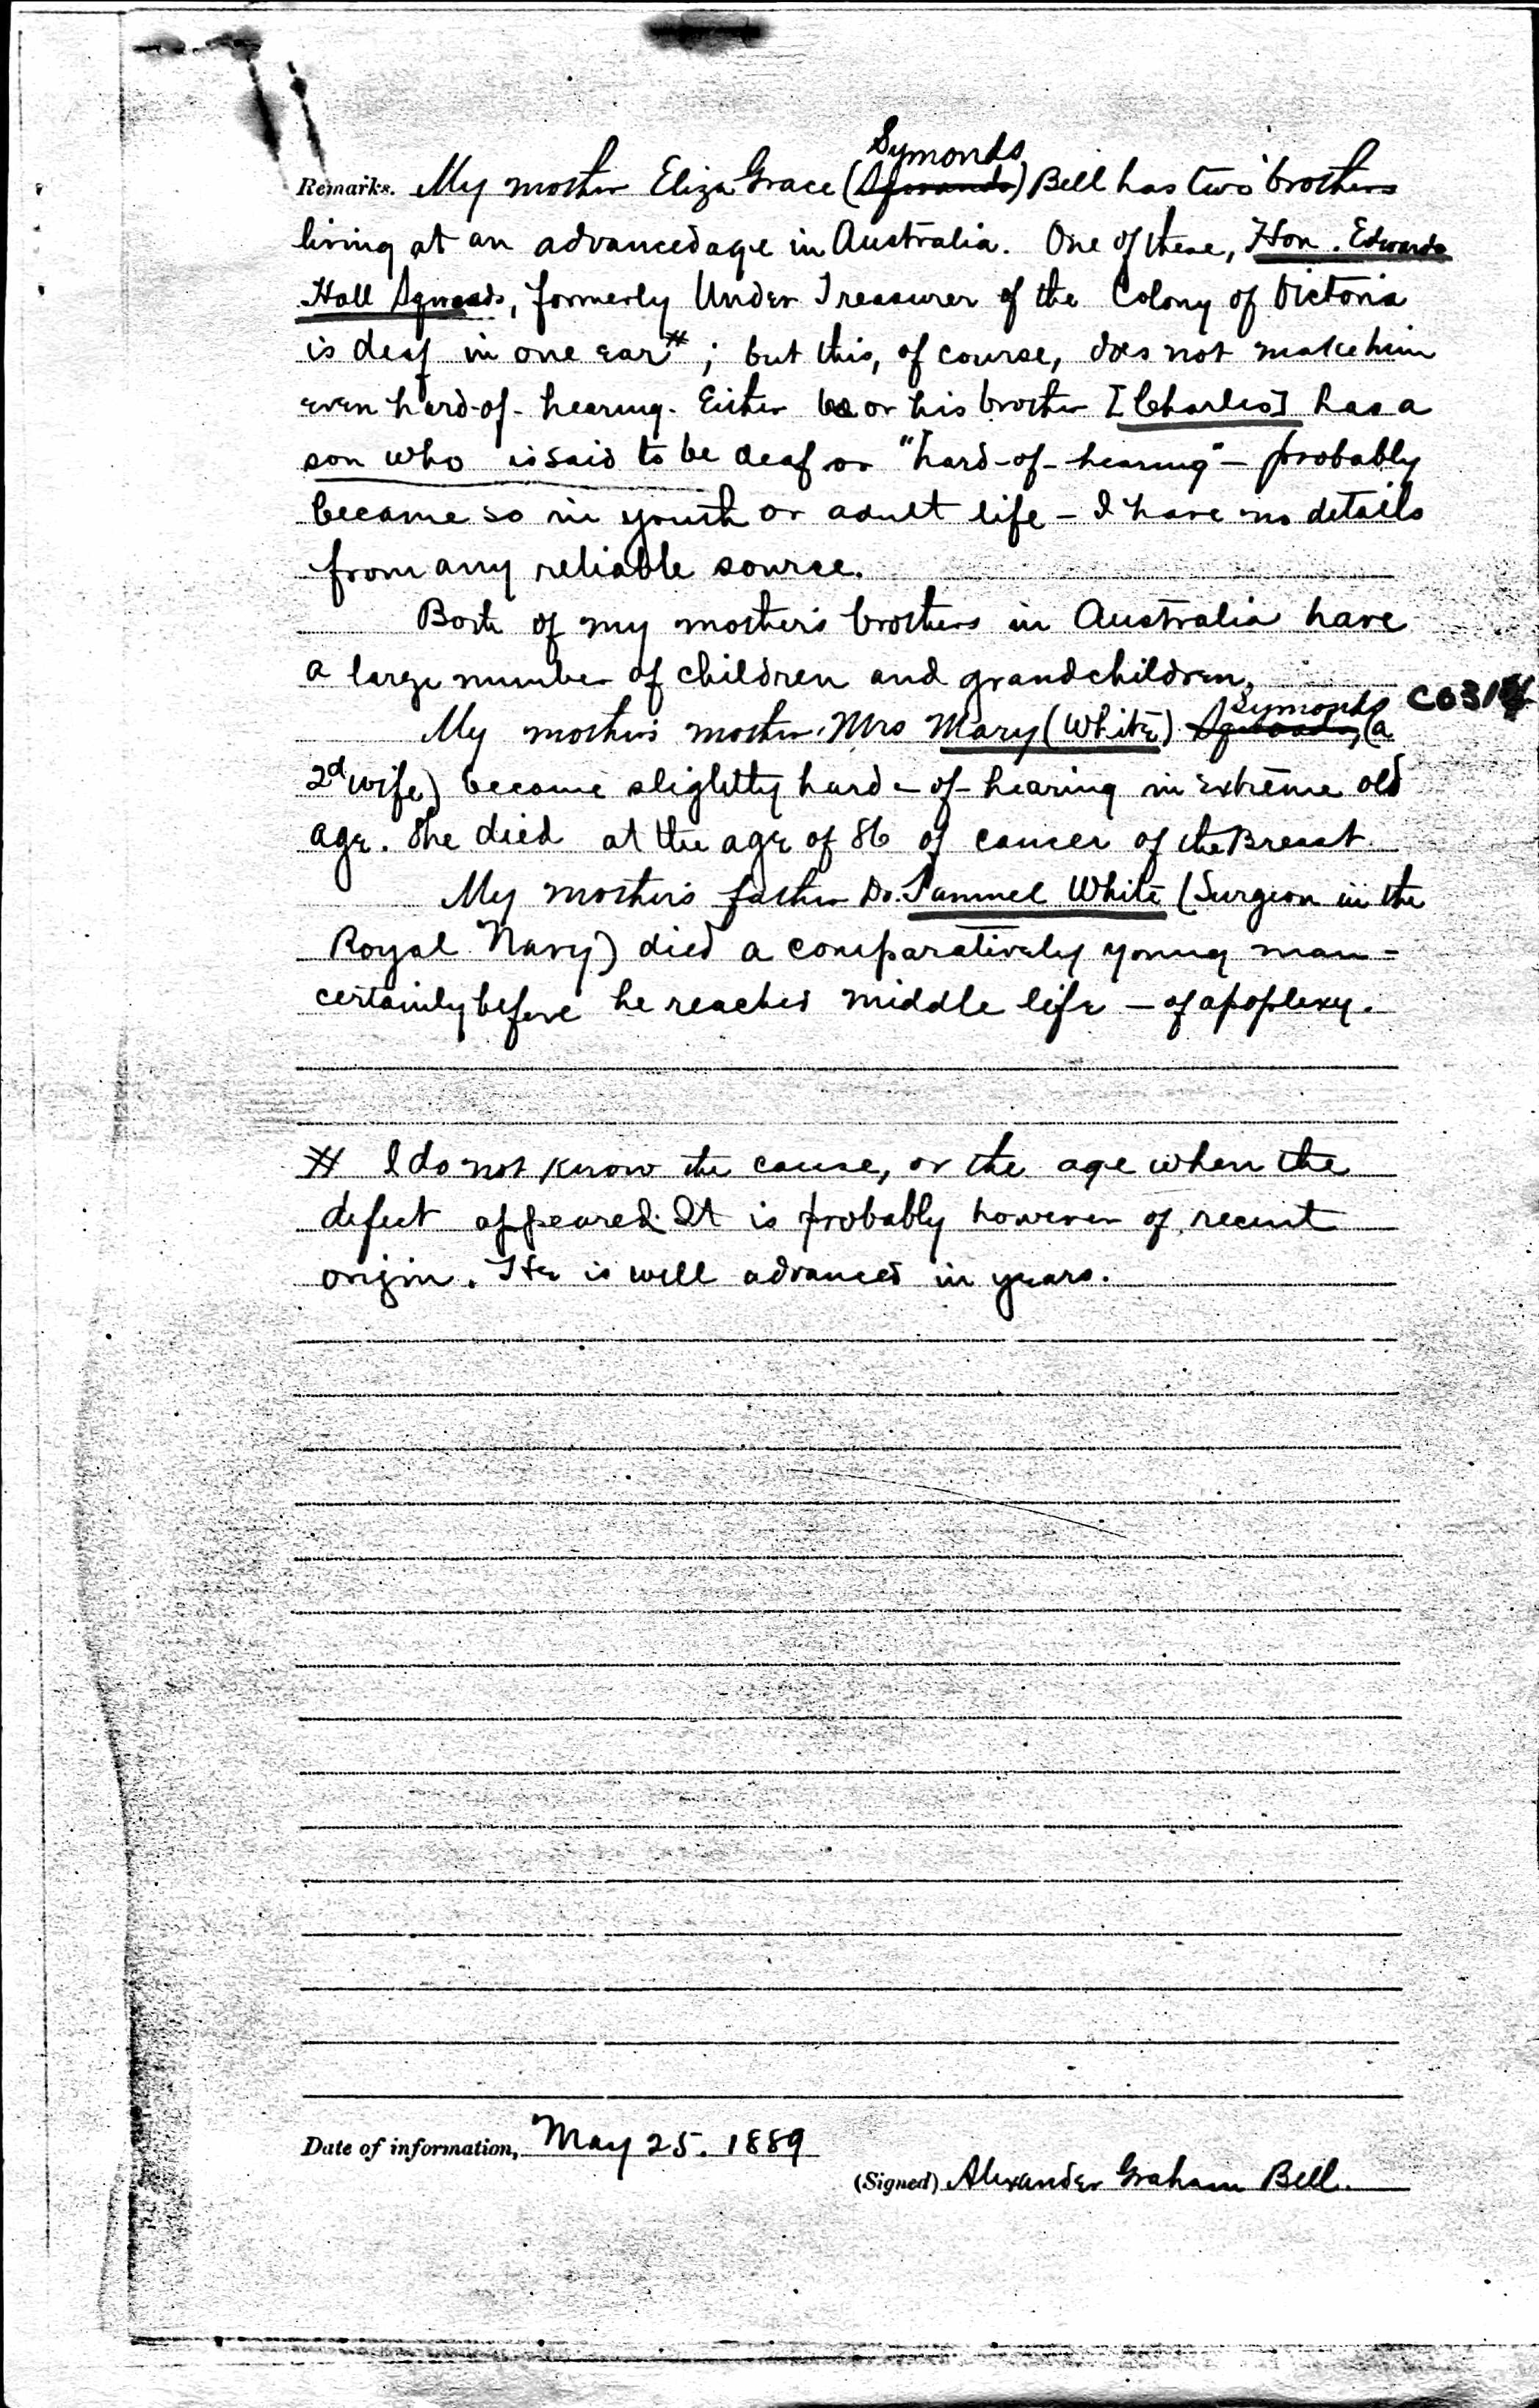 Symonds
Remarks. My mother Eliza Grace (Symonds) Bell has two brothers
living at an advanced age in Australia. One of these, Hon. Edward
Hall Symonds, formerly Under Treasurer of the Colony of Victoria
is deaf in one ear #; but this, of course, does not make him
even hard-of-hearing. Either he or his brother [Charles] has a
son who is said to be deaf or "hard-of-hearing" – probably
became so in youth or adult life – I have no details
from any reliable source.
Both of my mother's brothers in Australia have
a large number of children and grandchildren.
Symonds CO31
My mother's mother Mrs Mary (White) Symonds, (a
2d wife) became slightly hard-of-hearing in extreme old
age. She died at the age of 86 of cancer of the Breast.
My mother's father Dr. Samuel White (Surgeon in the
Royal Navy) died a comparatively young man –
certainly before he reached middle life – of apoplexy.
# I do not know the cause, or the age when the
defect appeared. It is probably however of recent
origin. He is well advanced in years.
Date of information, May 25. 1889
(Signed) Alexander Graham Bell.